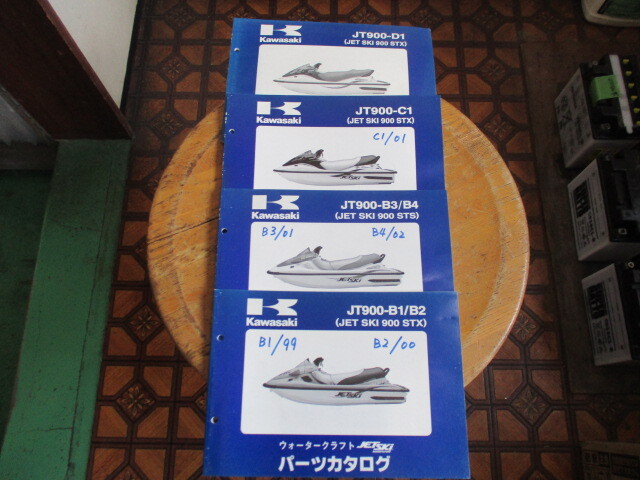 Kawasaki
JT900-D1
(JET SKI 900 STX)
Kawasaki
JT900-C1
(JET SKI 900 STX)
C1/01
Kawasaki
JT900-B3/B4
(JET SKI 900 STS)
B3/01 B4/02
Kawasaki
JT900-B1/B2
(JET SKI 900 STX)
B1/99 B2/00
JETSKI
ウォータークラフト JETSKI
パーツカタログ